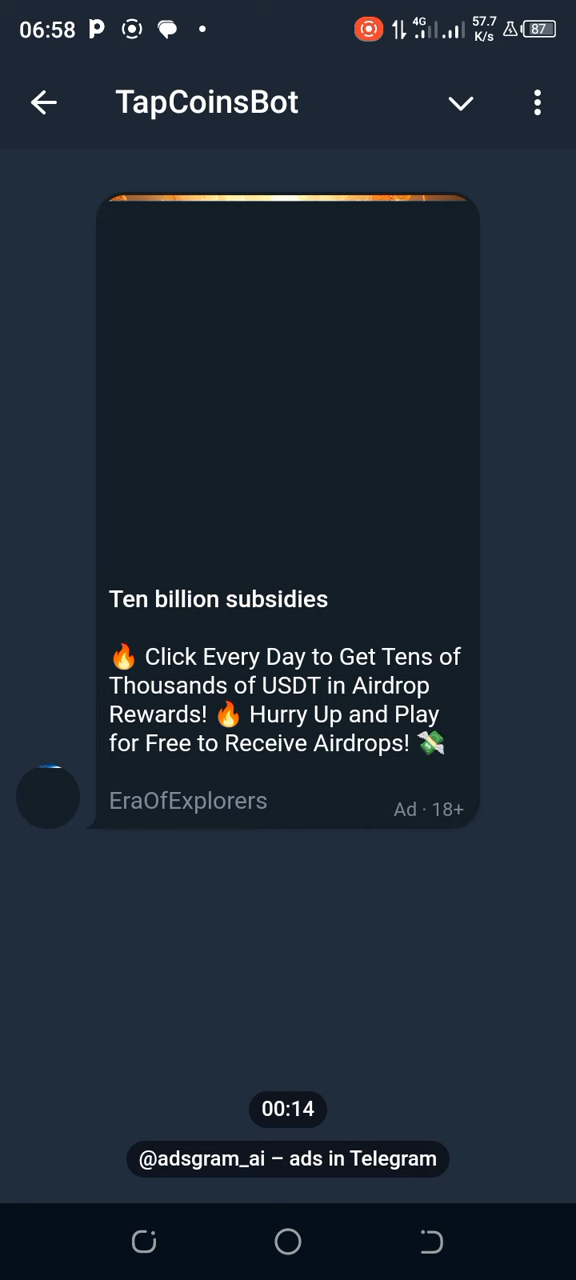 06:58
4G
57.7
K/s
87
TapCoinsBot
Ten billion subsidies
🔥 Click Every Day to Get Tens of
Thousands of USDT in Airdrop
Rewards! 🔥 Hurry Up and Play
for Free to Receive Airdrops! 💸
EraOfExplorers
Ad · 18+
00:14
@adsgram_ai – ads in Telegram